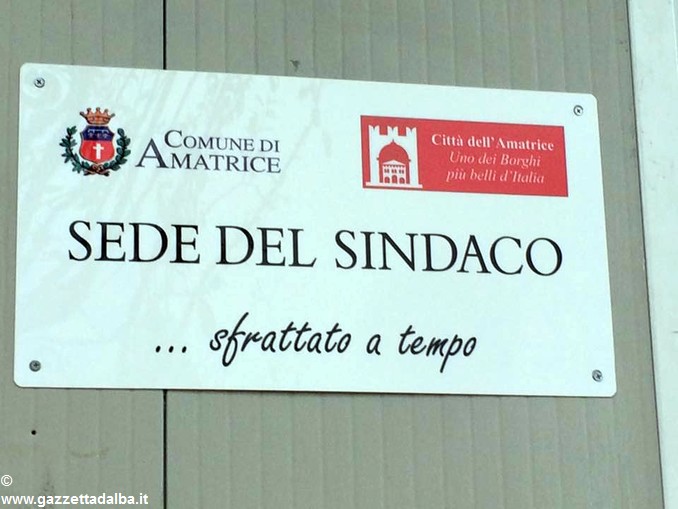 COMUNE DI
AMATRICE
Città dell'Amatrice
Uno dei Borghi
più belli d'Italia
SEDE DEL SINDACO
... sfrattato a tempo
©
www.gazzettadalba.it